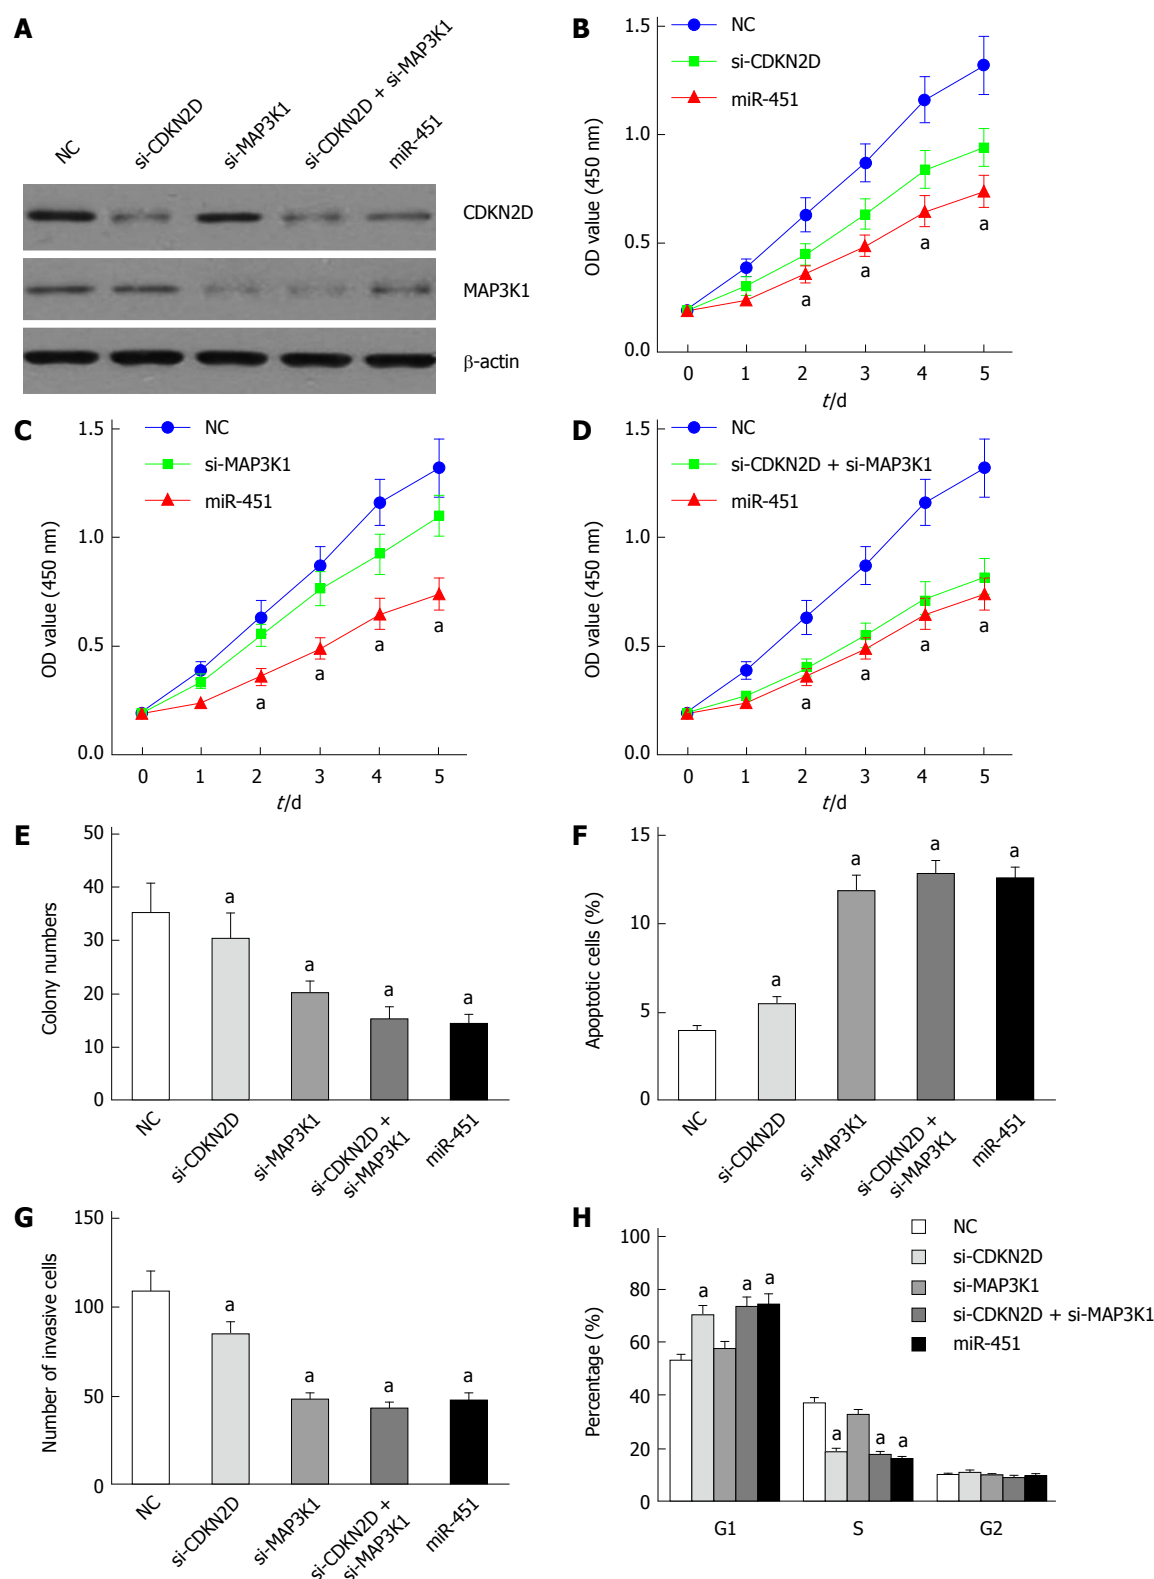 A
NC
si-CDKN2D
si-MAP3K1
si-CDKN2D + si-MAP3K1
miR-451
CDKN2D
MAP3K1
β-actin
B
NC
si-CDKN2D
miR-451
OD value (450 nm)
1.5
1.0
0.5
0.0
a
a
a
a
0 1 2 3 4 5
t/d
C
NC
si-MAP3K1
miR-451
OD value (450 nm)
1.5
1.0
0.5
0.0
a
a
a
a
0 1 2 3 4 5
t/d
D
NC
si-CDKN2D + si-MAP3K1
miR-451
OD value (450 nm)
1.5
1.0
0.5
0.0
a
a
a
a
0 1 2 3 4 5
t/d
E
Colony numbers
50
40
30
20
10
0
a
a
a
a
NC
si-CDKN2D
si-MAP3K1
si-CDKN2D +
si-MAP3K1
miR-451
F
Apoptotic cells (%)
15
10
5
0
a
a
a
a
NC
si-CDKN2D
si-MAP3K1
si-CDKN2D +
si-MAP3K1
miR-451
G
Number of invasive cells
150
100
50
0
a
a
a
a
NC
si-CDKN2D
si-MAP3K1
si-CDKN2D +
si-MAP3K1
miR-451
H
NC
si-CDKN2D
si-MAP3K1
si-CDKN2D + si-MAP3K1
miR-451
Percentage (%)
100
80
60
40
20
0
a
a
a
a
a
a
G1 S G2